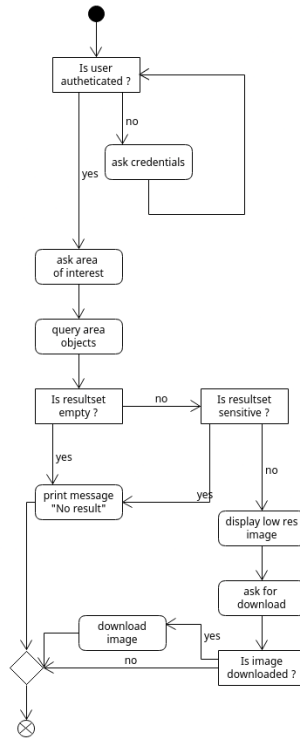 Is user
autheticated ?
no
ask credentials
yes
ask area
of interest
query area
objects
Is resultset
empty ?
no
Is resultset
sensitive ?
yes
no
print message
"No result"
yes
display low res
image
ask for
download
download
image
yes
no
Is image
downloaded ?